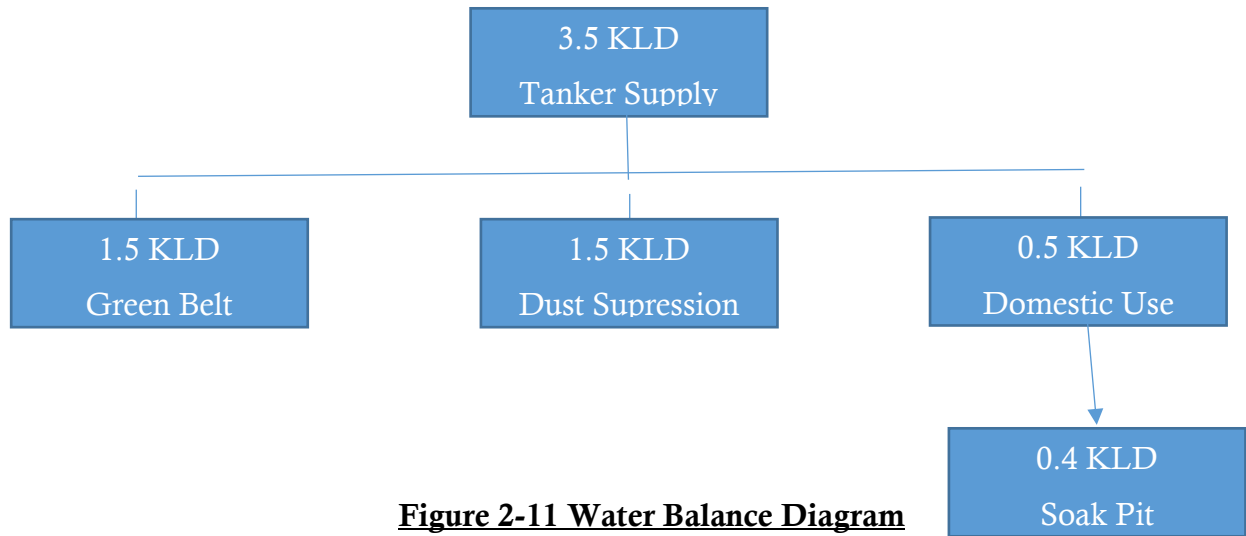 3.5 KLD
Tanker Supply
1.5 KLD
Green Belt
1.5 KLD
Dust Supression
0.5 KLD
Domestic Use
0.4 KLD
Soak Pit
Figure 2-11 Water Balance Diagram